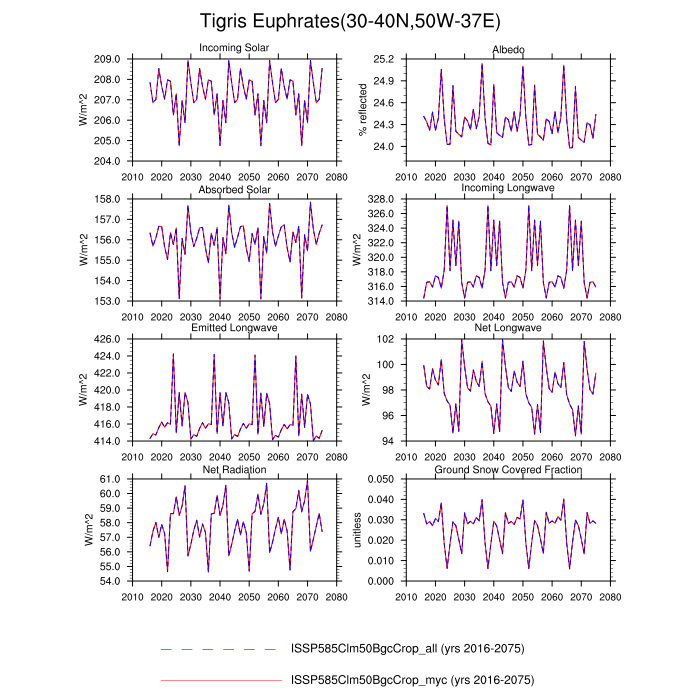 Tigris Euphrates(30-40N,50W-37E)
Incoming Solar
W/m^2
209.0
208.0
207.0
206.0
205.0
204.0
2010 2020 2030 2040 2050 2060 2070 2080
Albedo
% reflected
25.2
24.9
24.6
24.3
24.0
2010 2020 2030 2040 2050 2060 2070 2080
Absorbed Solar
W/m^2
158.0
157.0
156.0
155.0
154.0
153.0
2010 2020 2030 2040 2050 2060 2070 2080
Incoming Longwave
W/m^2
328.0
326.0
324.0
322.0
320.0
318.0
316.0
314.0
2010 2020 2030 2040 2050 2060 2070 2080
Emitted Longwave
W/m^2
426.0
424.0
422.0
420.0
418.0
416.0
414.0
2010 2020 2030 2040 2050 2060 2070 2080
Net Longwave
W/m^2
102
100
98
96
94
2010 2020 2030 2040 2050 2060 2070 2080
Net Radiation
W/m^2
61.0
60.0
59.0
58.0
57.0
56.0
55.0
54.0
2010 2020 2030 2040 2050 2060 2070 2080
Ground Snow Covered Fraction
unitless
0.050
0.040
0.030
0.020
0.010
0.000
2010 2020 2030 2040 2050 2060 2070 2080
ISSP585Clm50BgcCrop_all (yrs 2016-2075)
ISSP585Clm50BgcCrop_myc (yrs 2016-2075)